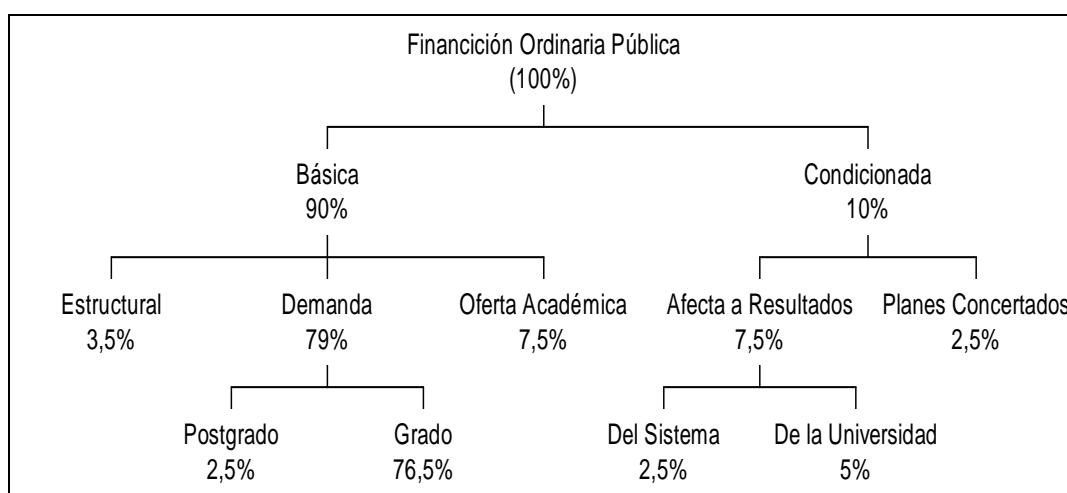 Financición Ordinaria Pública
(100%)
Básica
90%
Condicionada
10%
Estructural
3,5%
Demanda
79%
Oferta Académica
7,5%
Afecta a Resultados
7,5%
Planes Concertados
2,5%
Postgrado
2,5%
Grado
76,5%
Del Sistema
2,5%
De la Universidad
5%